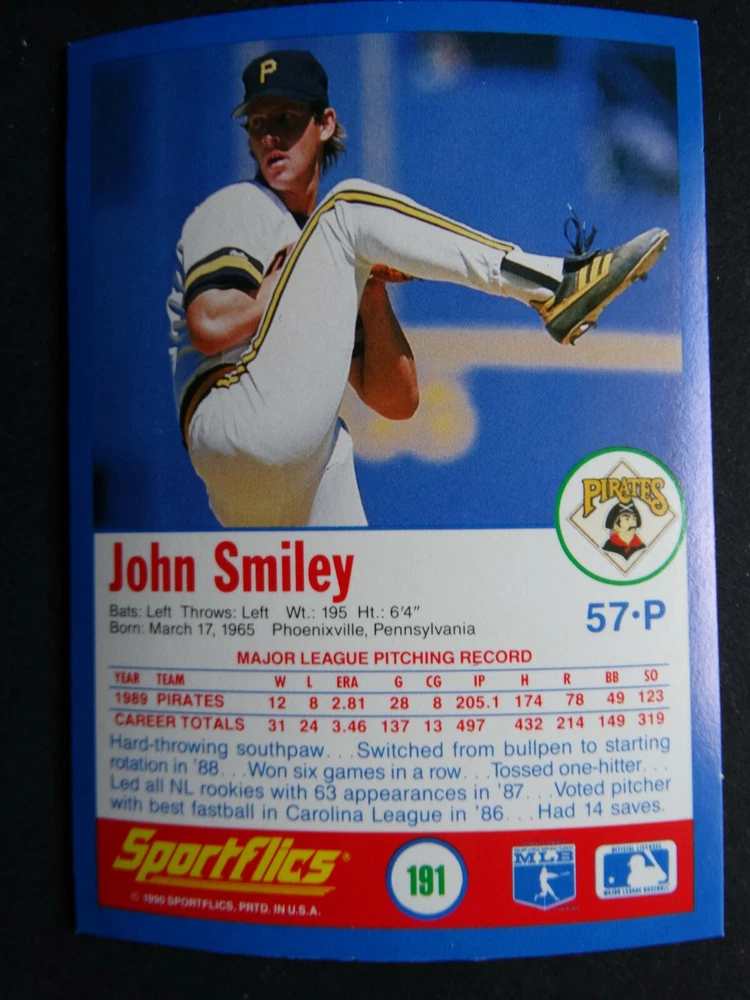 P
PIRATES
John Smiley
Bats: Left Throws: Left Wt.: 195 Ht.: 6'4"
Born: March 17, 1965 Phoenixville, Pennsylvania
57·P
MAJOR LEAGUE PITCHING RECORD
YEAR TEAM W L ERA G CG IP H R BB SO
1989 PIRATES 12 8 2.81 28 8 205.1 174 78 49 123
CAREER TOTALS 31 24 3.46 137 13 497 432 214 149 319
Hard-throwing southpaw...Switched from bullpen to starting
rotation in '88...Won six games in a row...Tossed one-hitter...
Led all NL rookies with 63 appearances in '87...Voted pitcher
with best fastball in Carolina League in '86...Had 14 saves.
Sportflics®
© 1990 SPORTFLICS, PRTD. IN U.S.A.
191
MLB
OFFICIAL LICENSEE
MAJOR LEAGUE BASEBALL